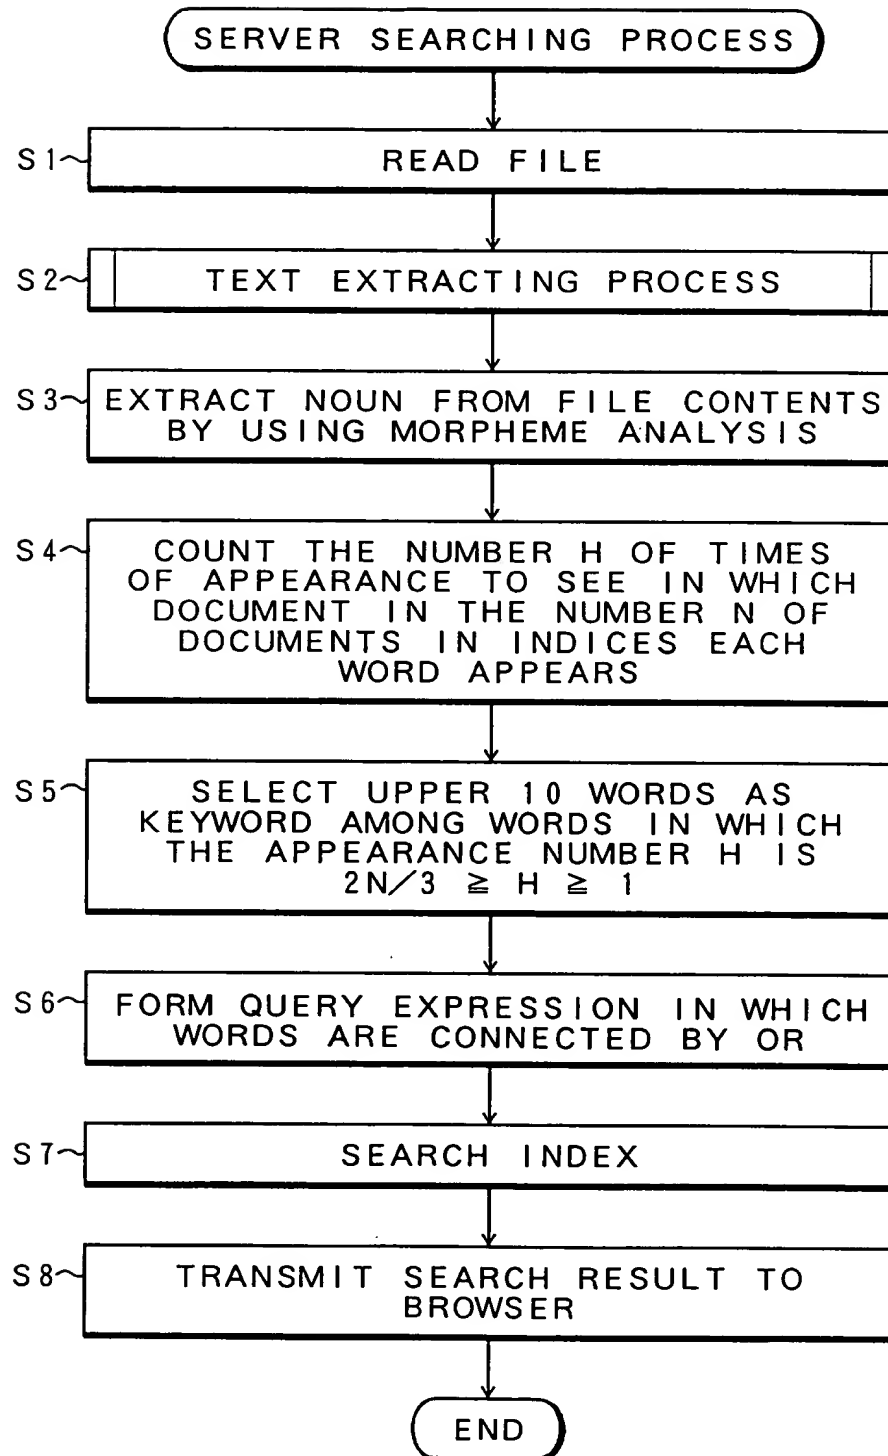 SERVER SEARCHING PROCESS
S1 READ FILE
S2 TEXT EXTRACTING PROCESS
S3 EXTRACT NOUN FROM FILE CONTENTS
BY USING MORPHEME ANALYSIS
S4 COUNT THE NUMBER H OF TIMES
OF APPEARANCE TO SEE IN WHICH
DOCUMENT IN THE NUMBER N OF
DOCUMENTS IN INDICES EACH
WORD APPEARS
S5 SELECT UPPER 10 WORDS AS
KEYWORD AMONG WORDS IN WHICH
THE APPEARANCE NUMBER H IS
2N/3 ≧ H ≧ 1
S6 FORM QUERY EXPRESSION IN WHICH
WORDS ARE CONNECTED BY OR
S7 SEARCH INDEX
S8 TRANSMIT SEARCH RESULT TO
BROWSER
END